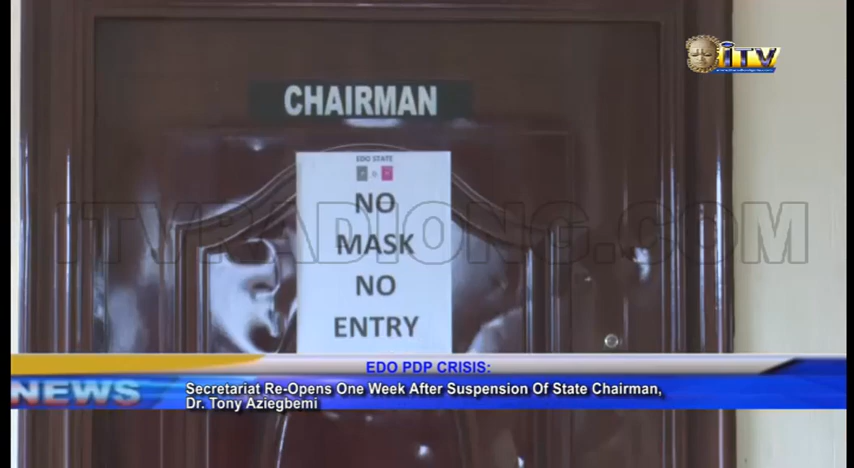 iTV
CHAIRMAN
EDO STATE
NO
MASK
NO
ENTRY
ITVRADIONG.COM
EDO PDP CRISIS:
NEWS
Secretariat Re-Opens One Week After Suspension Of State Chairman,
Dr. Tony Aziegbemi